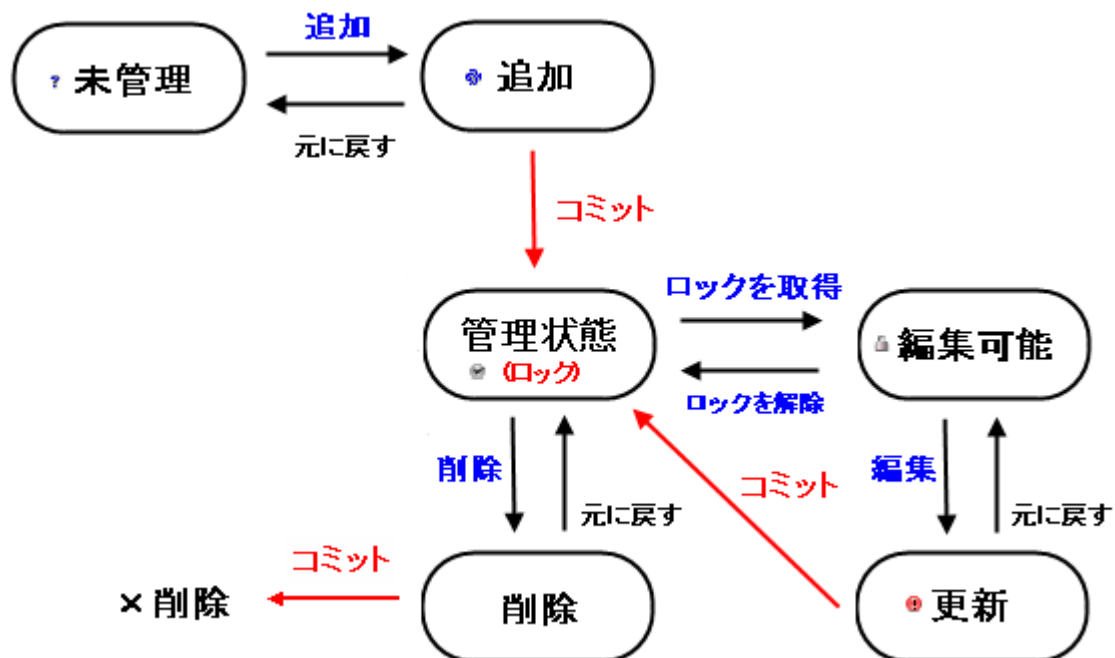 追加
? 未管理
追加
元に戻す
コミット
ロックを取得
管理状態
(ロック)
編集可能
ロックを解除
削除
元に戻す
コミット
編集
元に戻す
コミット
×削除
削除
更新